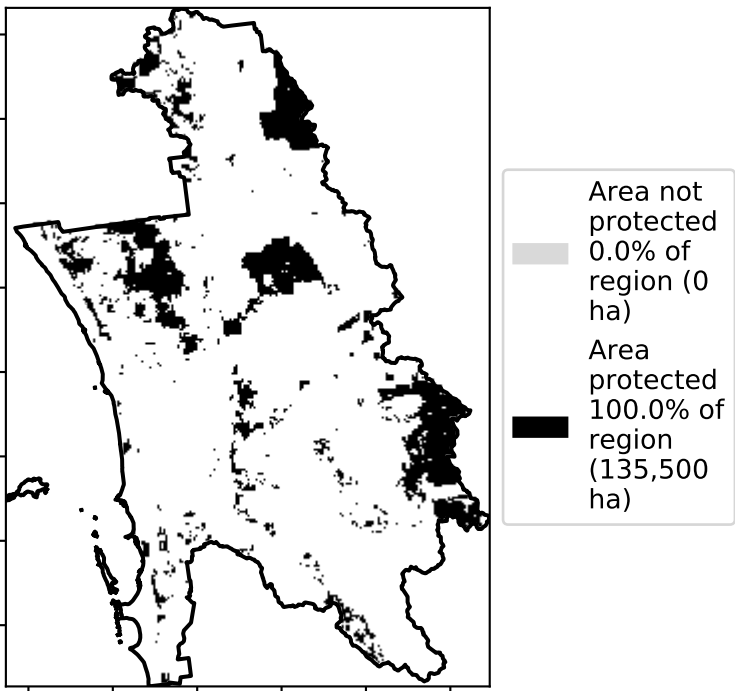 Area not
protected
0.0% of
region (0
ha)
Area
protected
100.0% of
region
(135,500
ha)